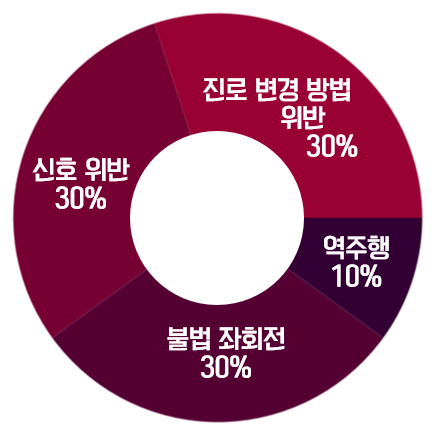 진로 변경 방법
위반
30%
신호 위반
30%
역주행
10%
불법 좌회전
30%